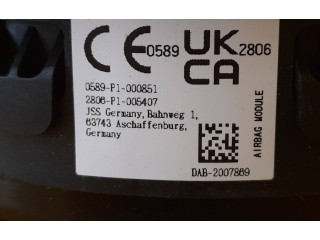 CE 0589 UK CA 2806
0589-P1-000851
2806-P1-005407
JSS Germany, Bahnweg 1,
63743 Aschaffenburg,
Germany
AIRBAG MODULE
DAB-2007869